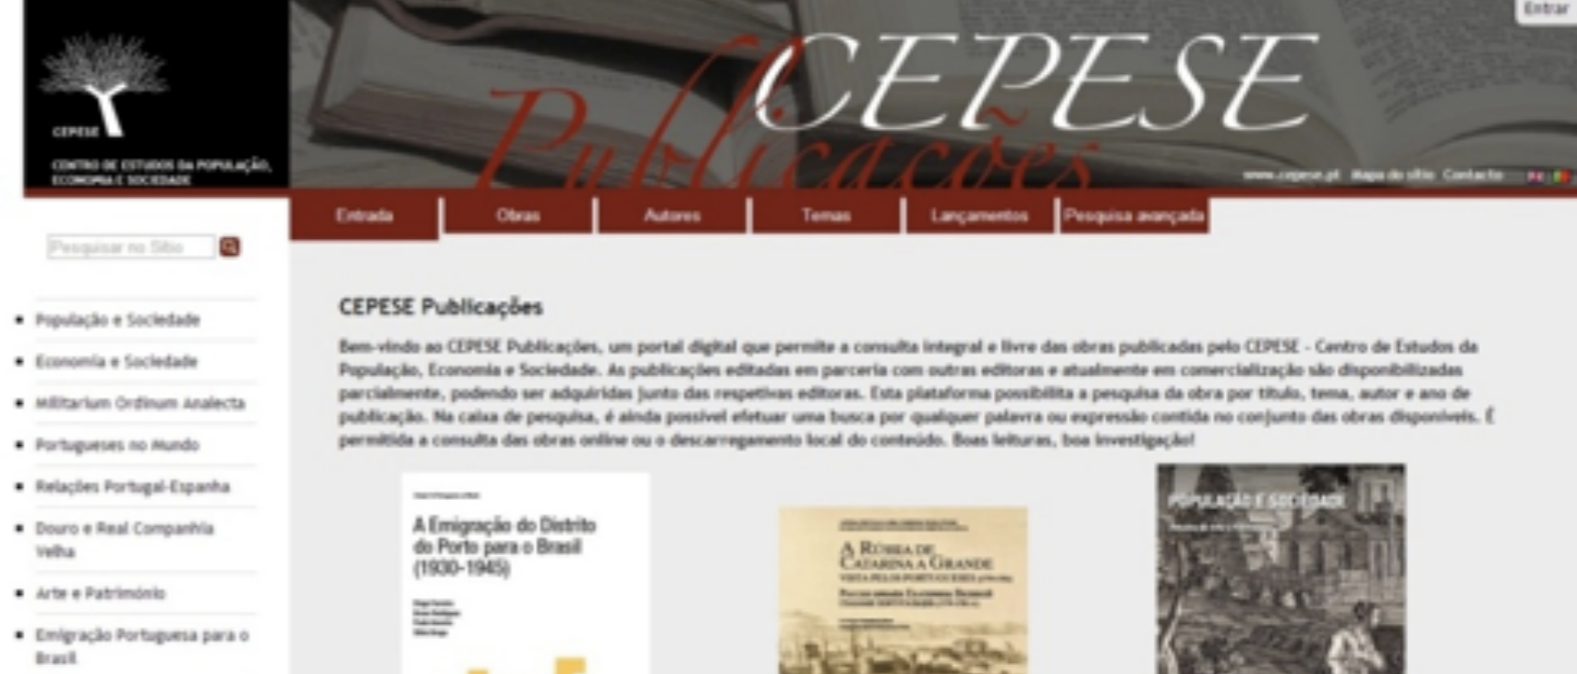 Entrar
CEPESE
Publicações
CEPESE
CENTRO DE ESTUDOS DA POPULAÇÃO,
ECONOMIA E SOCIEDADE
www.cepese.pt Mapa do sítio Contacto
Entrada Obras Autores Temas Lançamentos Pesquisa avançada
Pesquisar no Sítio
População e Sociedade
Economia e Sociedade
Militarium Ordinum Analecta
Portugueses no Mundo
Relações Portugal-Espanha
Douro e Real Companhia
Velha
Arte e Património
Emigração Portuguesa para o
Brasil
CEPESE Publicações
Bem-vindo ao CEPESE Publicações, um portal digital que permite a consulta integral e livre das obras publicadas pelo CEPESE - Centro de Estudos da
População, Economia e Sociedade. As publicações editadas em parceria com outras editoras e atualmente em comercialização são disponibilizadas
parcialmente, podendo ser adquiridas junto das respetivas editoras. Esta plataforma possibilita a pesquisa da obra por título, tema, autor e ano de
publicação. Na caixa de pesquisa, é ainda possível efetuar uma busca por qualquer palavra ou expressão contida no conjunto das obras disponíveis. É
permitida a consulta das obras online ou o descarregamento local do conteúdo. Boas leituras, boa investigação!
A Emigração do Distrito
do Porto para o Brasil
(1930-1945)
A RÚSSIA DE
CATARINA A GRANDE
VISTA PELOS PORTUGUESES
POPULAÇÃO E SOCIEDADE